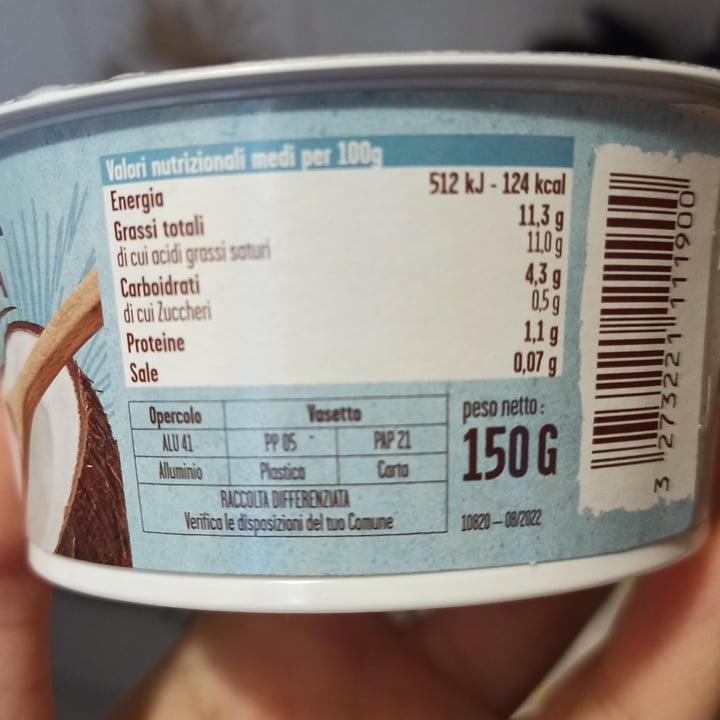 Valori nutrizionali medi per 100g
Energia 512 kJ - 124 kcal
Grassi totali 11,3 g
di cui acidi grassi saturi 11,0 g
Carboidrati 4,3 g
di cui Zuccheri 0,5 g
Proteine 1,1 g
Sale 0,07 g
Opercolo Vasetto
ALU 41 PP 05 PAP 21
Alluminio Plastica Carta
RACCOLTA DIFFERENZIATA
Verifica le disposizioni del tuo Comune
peso netto :
150 G
10820 – 08/2022
3 273221 111900